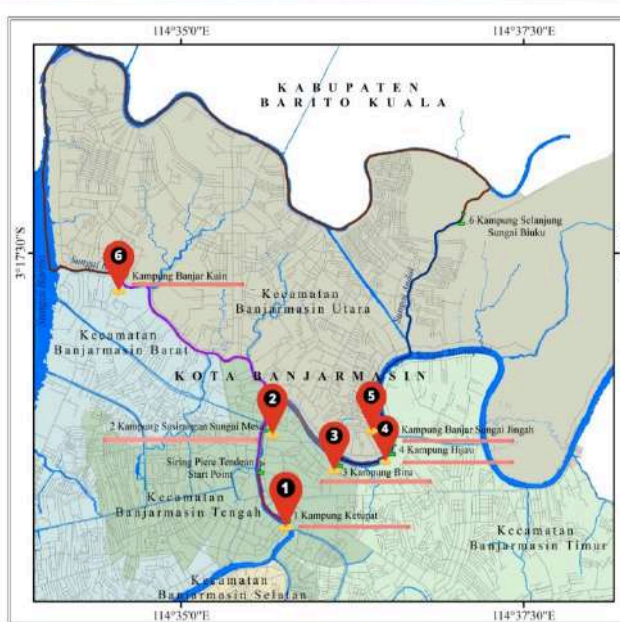 114°35'0"E
114°37'30"E
KABUPATEN
BARITO KUALA
6 Kampung Selanjung
Sungai Biuku
3°17'30"S
6
Kampung Banjar Kuin
Sungai
Kecamatan
Banjarmasin Utara
Kecamatan
Banjarmasin Barat
KOTA BANJARMASIN
2
5
2 Kampung Sasirangan Sungai Mesa
Kampung Banjar Sungai Jingah
3
4
4 Kampung Hijau
Siring Piere Tendean
Start Point
3 Kampung Biru
1
1 Kampung Ketupat
Kecamatan
Banjarmasin Tengah
Kecamatan
Banjarmasin Timur
Kecamatan
Banjarmasin Selatan
114°35'0"E
114°37'30"E